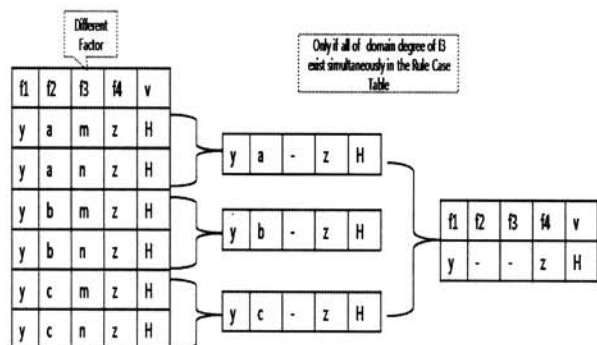 Different
Factor
Only if all of domain degree of f3
exist simultaneously in the Rule Case
Table
f1 f2 f3 f4 v
y a m z H
y a n z H
y b m z H
y b n z H
y c m z H
y c n z H
y a - z H
y b - z H
y c - z H
f1 f2 f3 f4 v
y - - z H